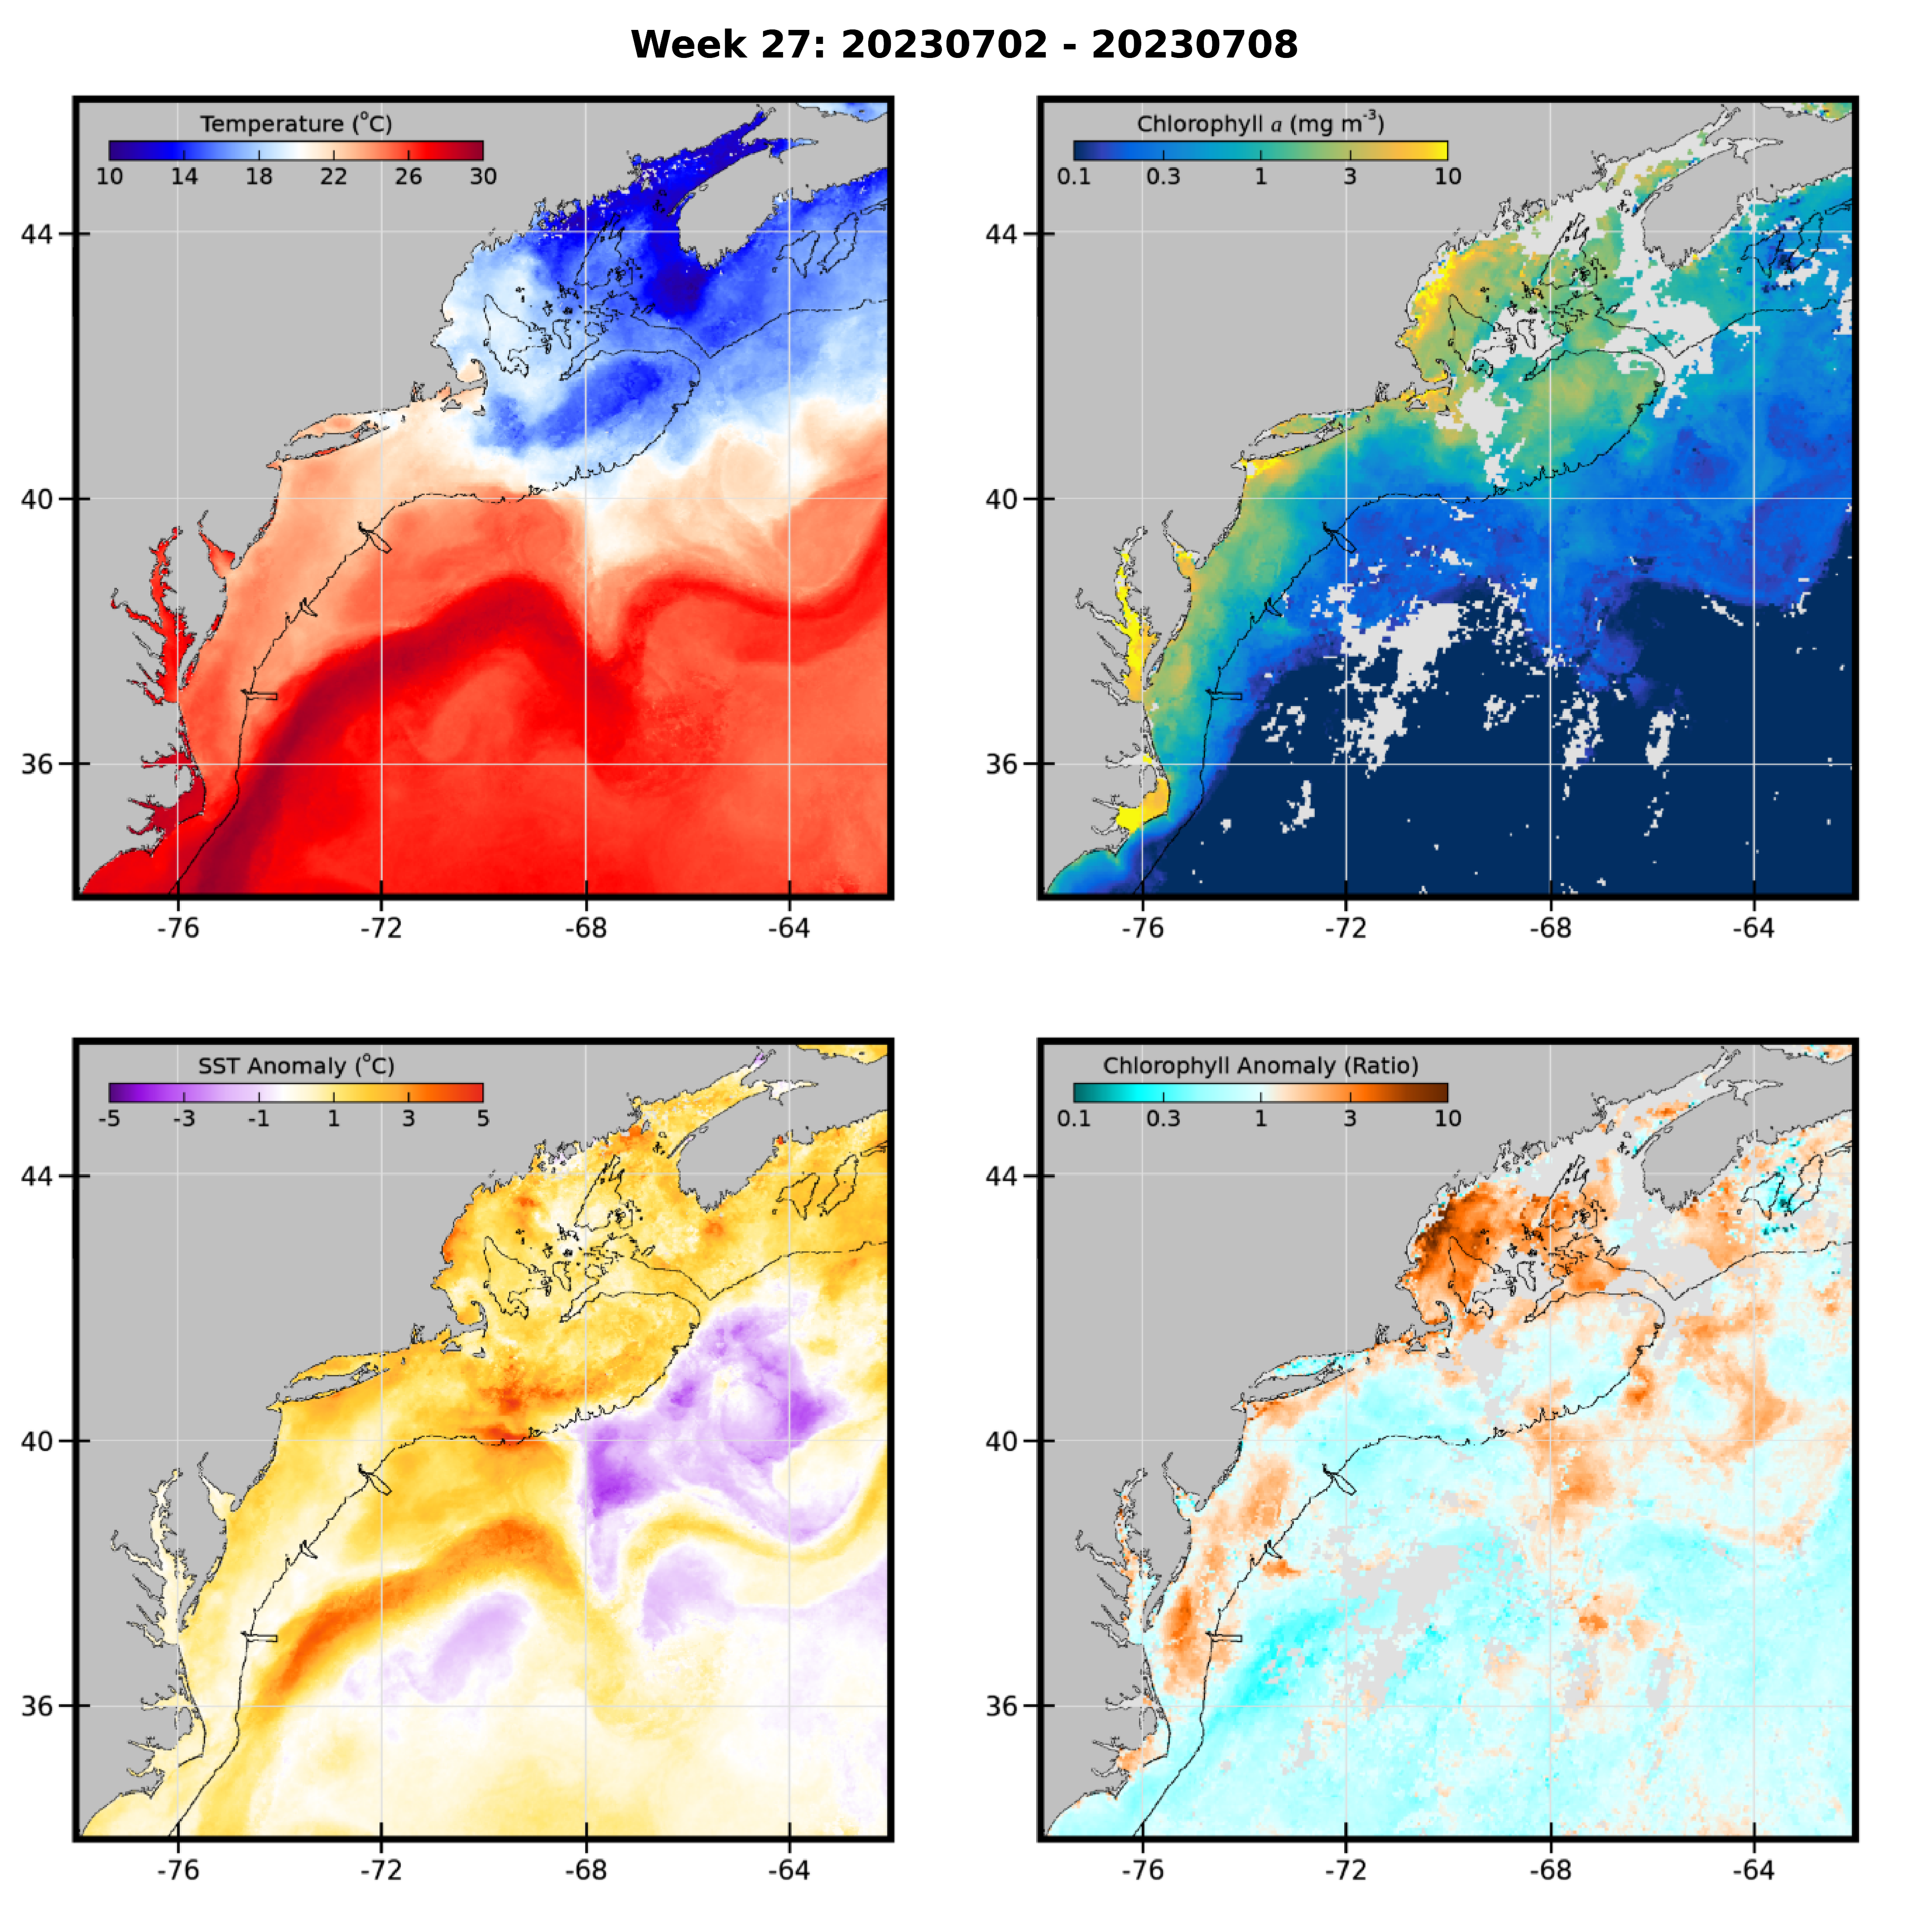 Week 27: 20230702 - 20230708
Temperature (°C)
10 14 18 22 26 30
44
40
36
-76 -72 -68 -64
Chlorophyll a (mg m⁻³)
0.1 0.3 1 3 10
44
40
36
-76 -72 -68 -64
SST Anomaly (°C)
-5 -3 -1 1 3 5
44
40
36
-76 -72 -68 -64
Chlorophyll Anomaly (Ratio)
0.1 0.3 1 3 10
44
40
36
-76 -72 -68 -64